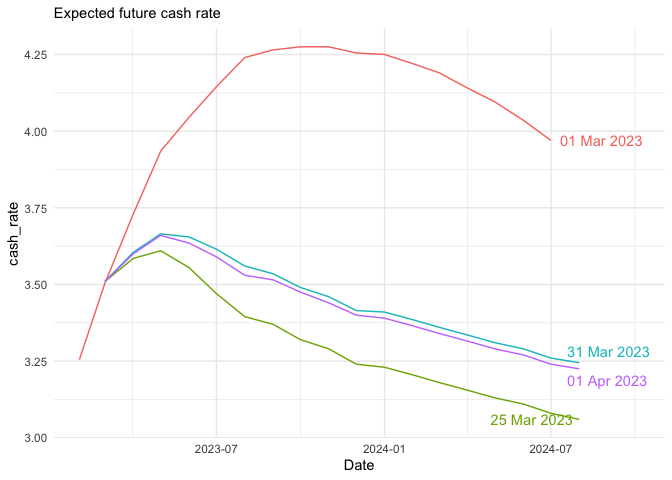 Expected future cash rate
4.25
4.00
3.75
3.50
3.25
3.00
cash_rate
01 Mar 2023
31 Mar 2023
01 Apr 2023
25 Mar 2023
2023-07
2024-01
2024-07
Date